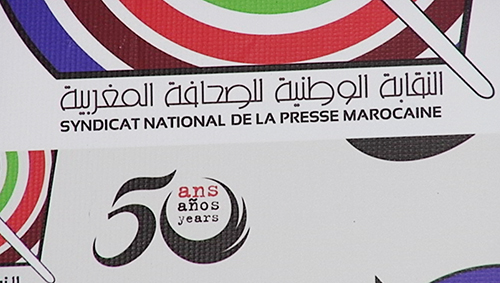 النقابة الوطنية للصحافة المغربية
SYNDICAT NATIONAL DE LA PRESSE MAROCAINE
50 ans
años
years